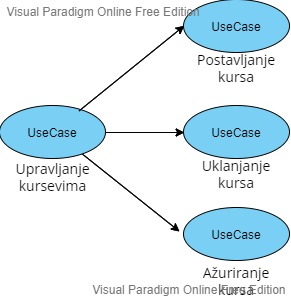 Visual Paradigm Online Free Edition
UseCase
Postavljanje
kursa
UseCase
Upravljanje
kursevima
UseCase
Uklanjanje
kursa
UseCase
Ažuriranje
kursa
Visual Paradigm Online Free Edition